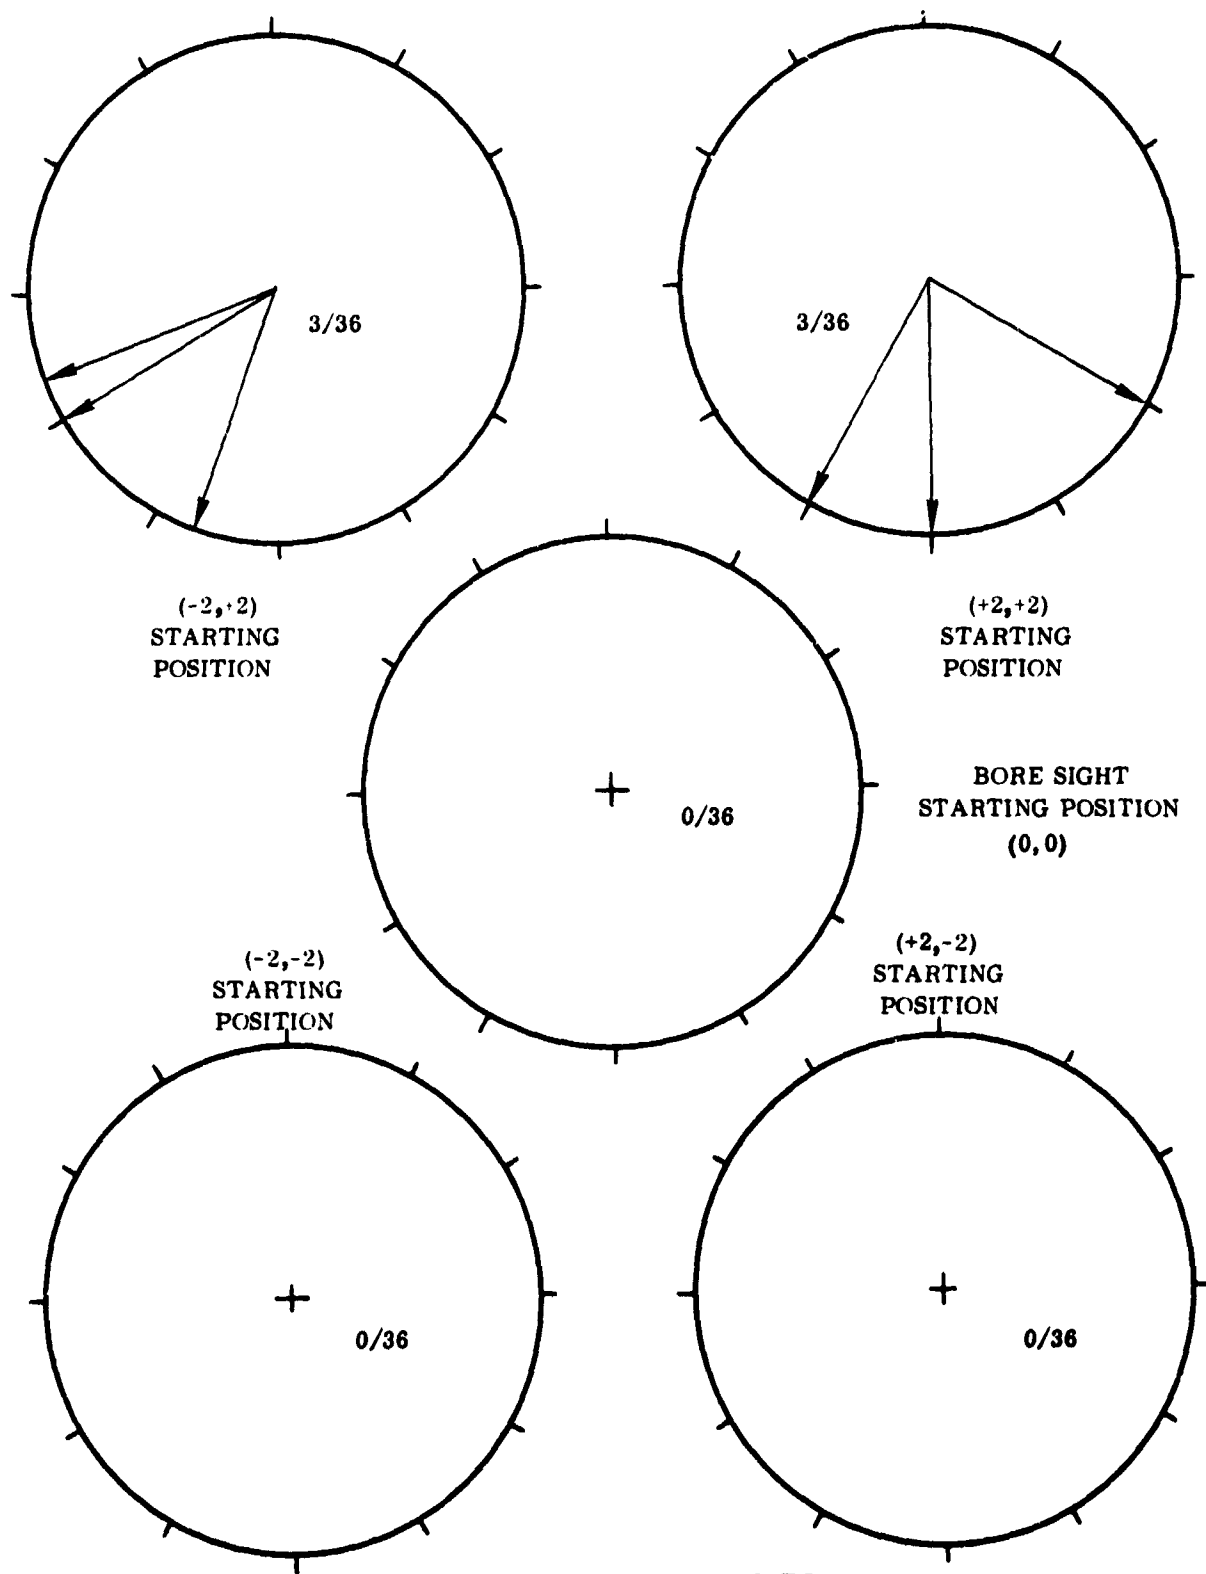 3/36
3/36
(-2,+2)
STARTING
POSITION
(+2,+2)
STARTING
POSITION
0/36
BORE SIGHT
STARTING POSITION
(0,0)
(-2,-2)
STARTING
POSITION
(+2,-2)
STARTING
POSITION
0/36
0/36